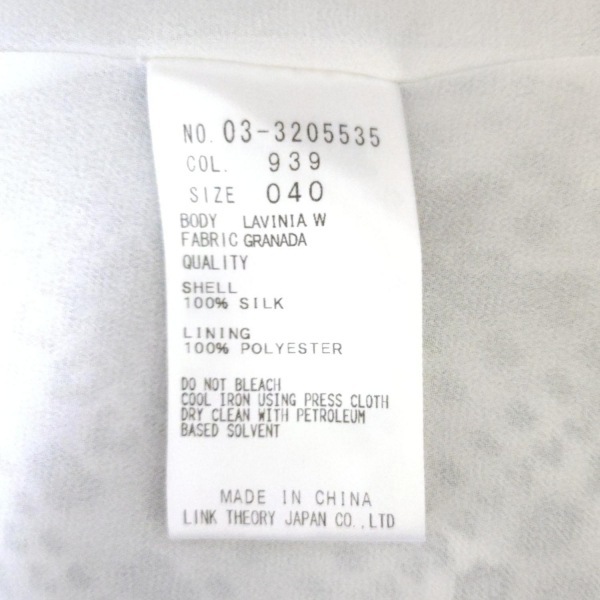 NO. 03-3205535
COL. 939
SIZE 040
BODY LAVINIA W
FABRIC GRANADA
QUALITY
SHELL
100% SILK
LINING
100% POLYESTER
DO NOT BLEACH
COOL IRON USING PRESS CLOTH
DRY CLEAN WITH PETROLEUM
BASED SOLVENT
MADE IN CHINA
LINK THEORY JAPAN CO.,LTD